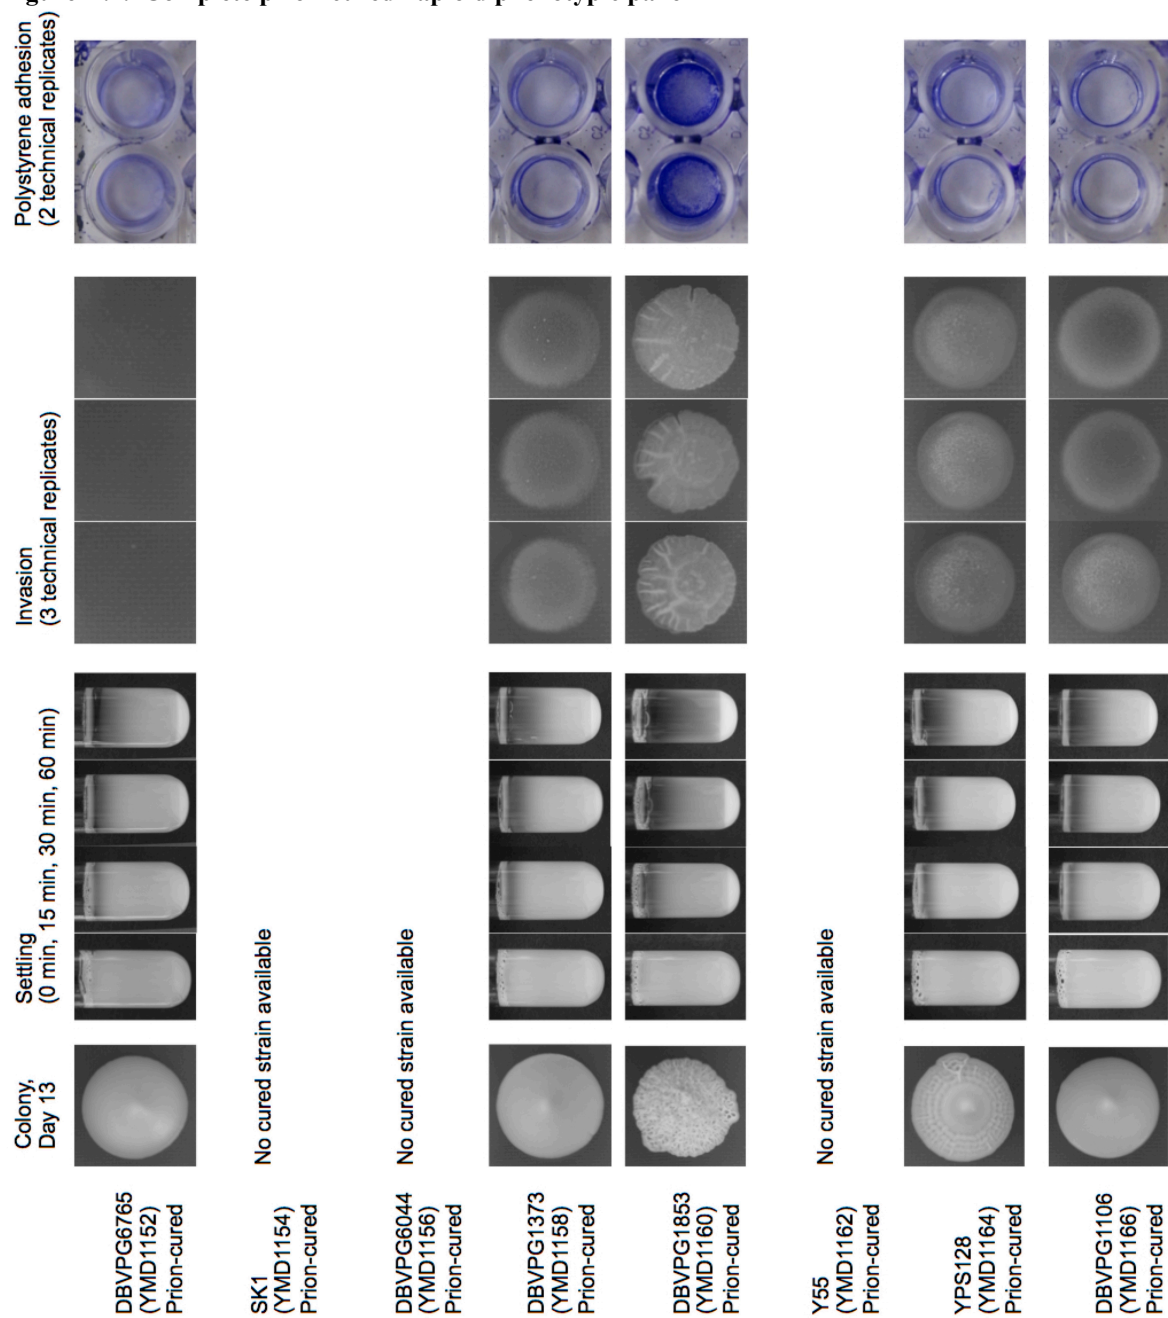 Complete
Colony,
Day 13
Settling
(0 min, 15 min, 30 min, 60 min)
Invasion
(3 technical replicates)
Polystyrene adhesion
(2 technical replicates)
DBVPG6765
(YMD1152)
Prion-cured
SK1
(YMD1154)
Prion-cured
No cured strain available
DBVPG6044
(YMD1156)
Prion-cured
No cured strain available
DBVPG1373
(YMD1158)
Prion-cured
DBVPG1853
(YMD1160)
Prion-cured
Y55
(YMD1162)
Prion-cured
No cured strain available
YPS128
(YMD1164)
Prion-cured
DBVPG1106
(YMD1166)
Prion-cured